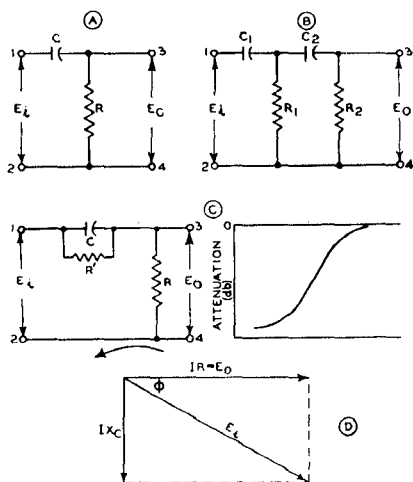 A
B
1
C
3
1
C1
C2
3
Ei
R
EO
Ei
R1
R2
EO
2
4
2
4
C
1
C
3
R'
Ei
R
EO
2
4
0
ATTENUATION
(db)
IR=EO
Φ
IXC
Ei
D